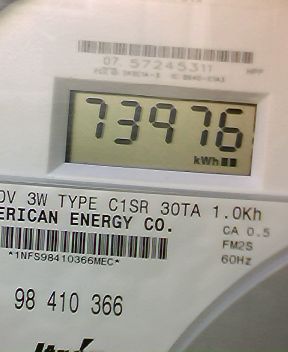 07 57245311
73976
kWh
0V 3W TYPE C1SR 30TA 1.0Kh
ERICAN ENERGY CO.
CA 0.5
FM2S
60Hz
*1NFS98410366MEC*
98 410 366